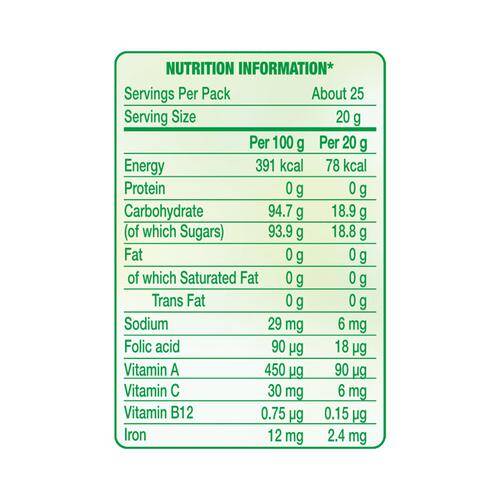 NUTRITION INFORMATION*
Servings Per Pack About 25
Serving Size 20 g
Per 100 g Per 20 g
Energy 391 kcal 78 kcal
Protein 0 g 0 g
Carbohydrate 94.7 g 18.9 g
(of which Sugars) 93.9 g 18.8 g
Fat 0 g 0 g
of which Saturated Fat 0 g 0 g
Trans Fat 0 g 0 g
Sodium 29 mg 6 mg
Folic acid 90 µg 18 µg
Vitamin A 450 µg 90 µg
Vitamin C 30 mg 6 mg
Vitamin B12 0.75 µg 0.15 µg
Iron 12 mg 2.4 mg